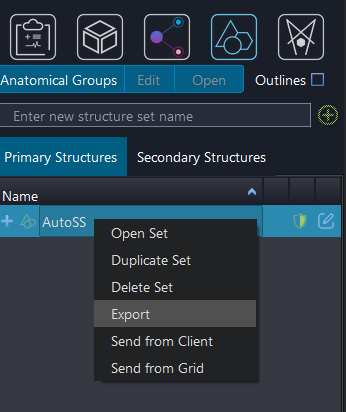 Anatomical Groups Edit Open Outlines
Enter new structure set name
Primary Structures Secondary Structures
Name
AutoSS
Open Set
Duplicate Set
Delete Set
Export
Send from Client
Send from Grid